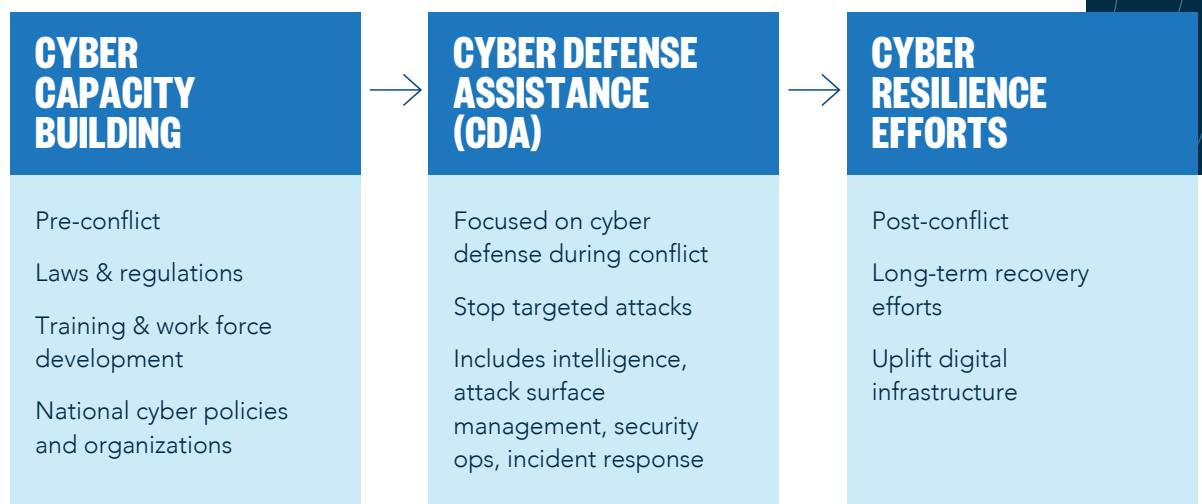 CYBER
CAPACITY
BUILDING
Pre-conflict
Laws & regulations
Training & work force
development
National cyber policies
and organizations
CYBER DEFENSE
ASSISTANCE
(CDA)
Focused on cyber
defense during conflict
Stop targeted attacks
Includes intelligence,
attack surface
management, security
ops, incident response
CYBER
RESILIENCE
EFFORTS
Post-conflict
Long-term recovery
efforts
Uplift digital
infrastructure